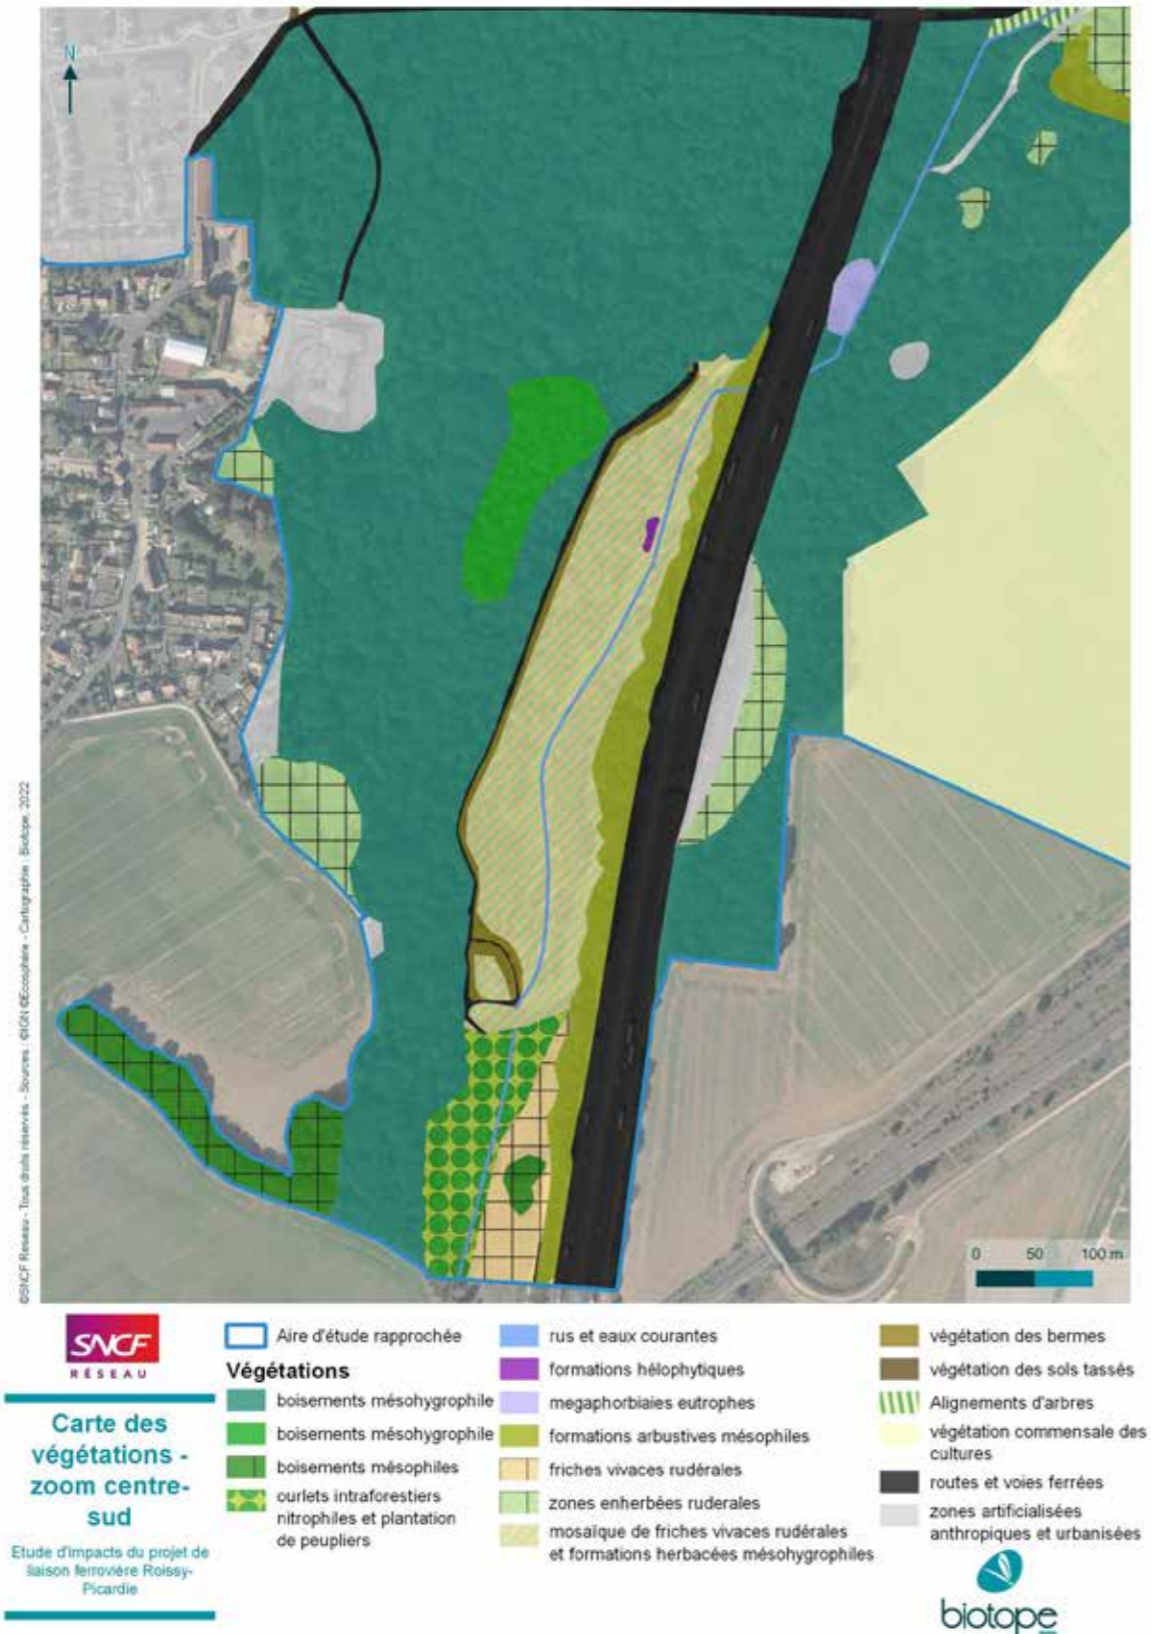 N
©SNCF Réseau - Tous droits réservés - Sources : ©IGN ©Ecosphère - Cartographie : Biotope, 2022
0 50 100 m
SNCF
RÉSEAU
Carte des
végétations -
zoom centre-
sud
Etude d'impacts du projet de
liaison ferrovière Roissy-
Picardie
Aire d'étude rapprochée
Végétations
boisements mésohygrophile
boisements mésohygrophile
boisements mésophiles
ourlets intraforestiers
nitrophiles et plantation
de peupliers
rus et eaux courantes
formations hélophytiques
megaphorbiaies eutrophes
formations arbustives mésophiles
friches vivaces rudérales
zones enherbées ruderales
mosaïque de friches vivaces rudérales
et formations herbacées mésohygrophiles
végétation des bermes
végétation des sols tassés
Alignements d'arbres
végétation commensale des
cultures
routes et voies ferrées
zones artificialisées
anthropiques et urbanisées
biotope